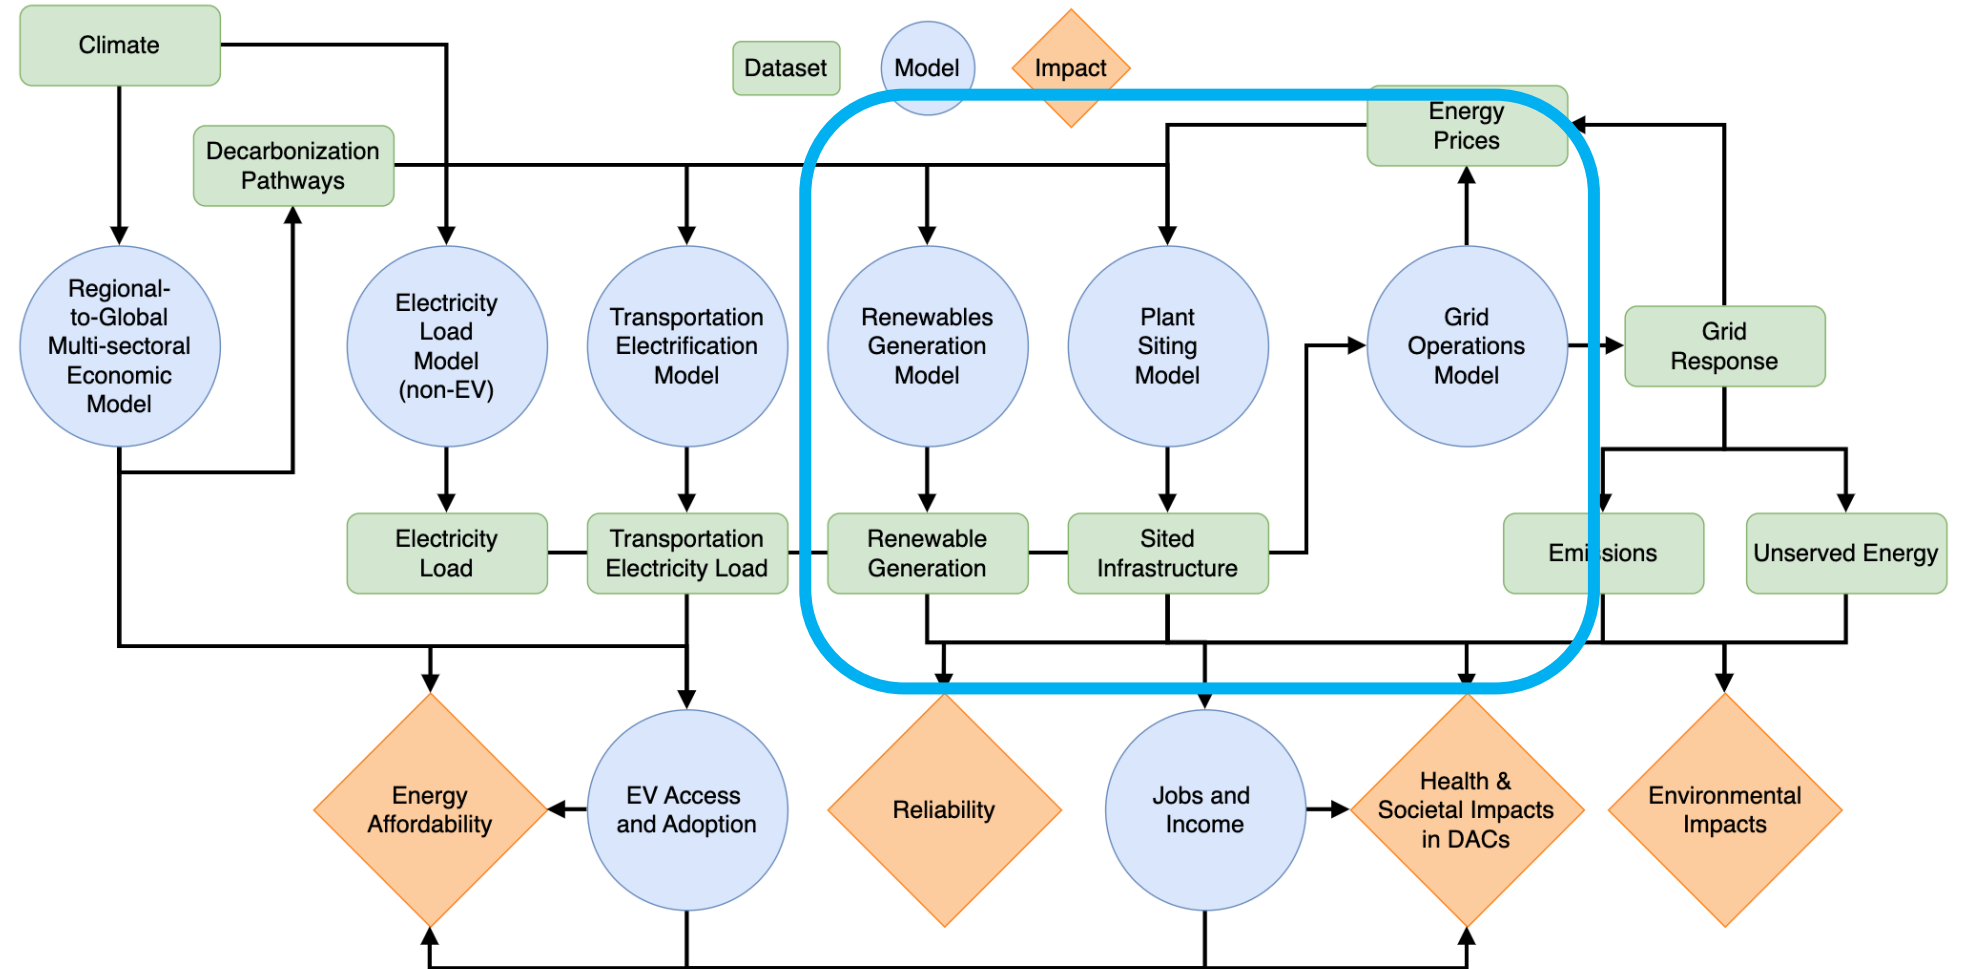 Climate
Dataset
Model
Impact
Energy
Prices
Decarbonization
Pathways
Regional-
to-Global
Multi-sectoral
Economic
Model
Electricity
Load
Model
(non-EV)
Transportation
Electrification
Model
Renewables
Generation
Model
Plant
Siting
Model
Grid
Operations
Model
Grid
Response
Electricity
Load
Transportation
Electricity Load
Renewable
Generation
Sited
Infrastructure
Emissions
Unserved Energy
Energy
Affordability
EV Access
and Adoption
Reliability
Jobs and
Income
Health &
Societal Impacts
in DACs
Environmental
Impacts